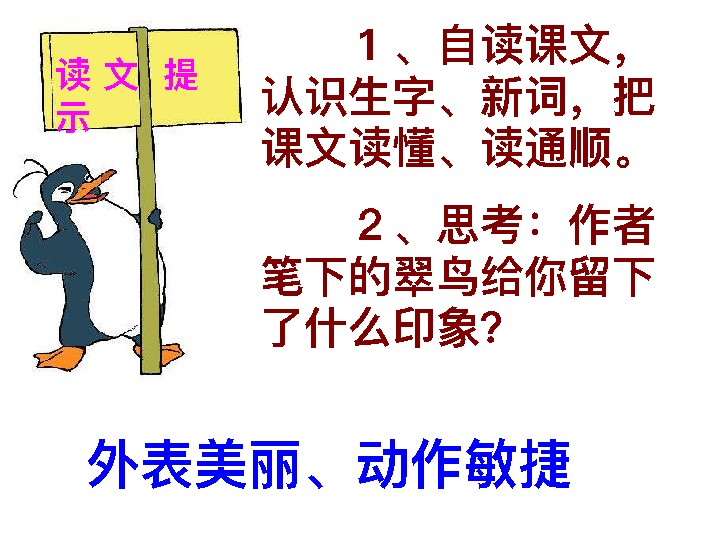 读文 提
示
1、自读课文，
认识生字、新词，把
课文读懂、读通顺。
2、思考：作者
笔下的翠鸟给你留下
了什么印象？
外表美丽、动作敏捷